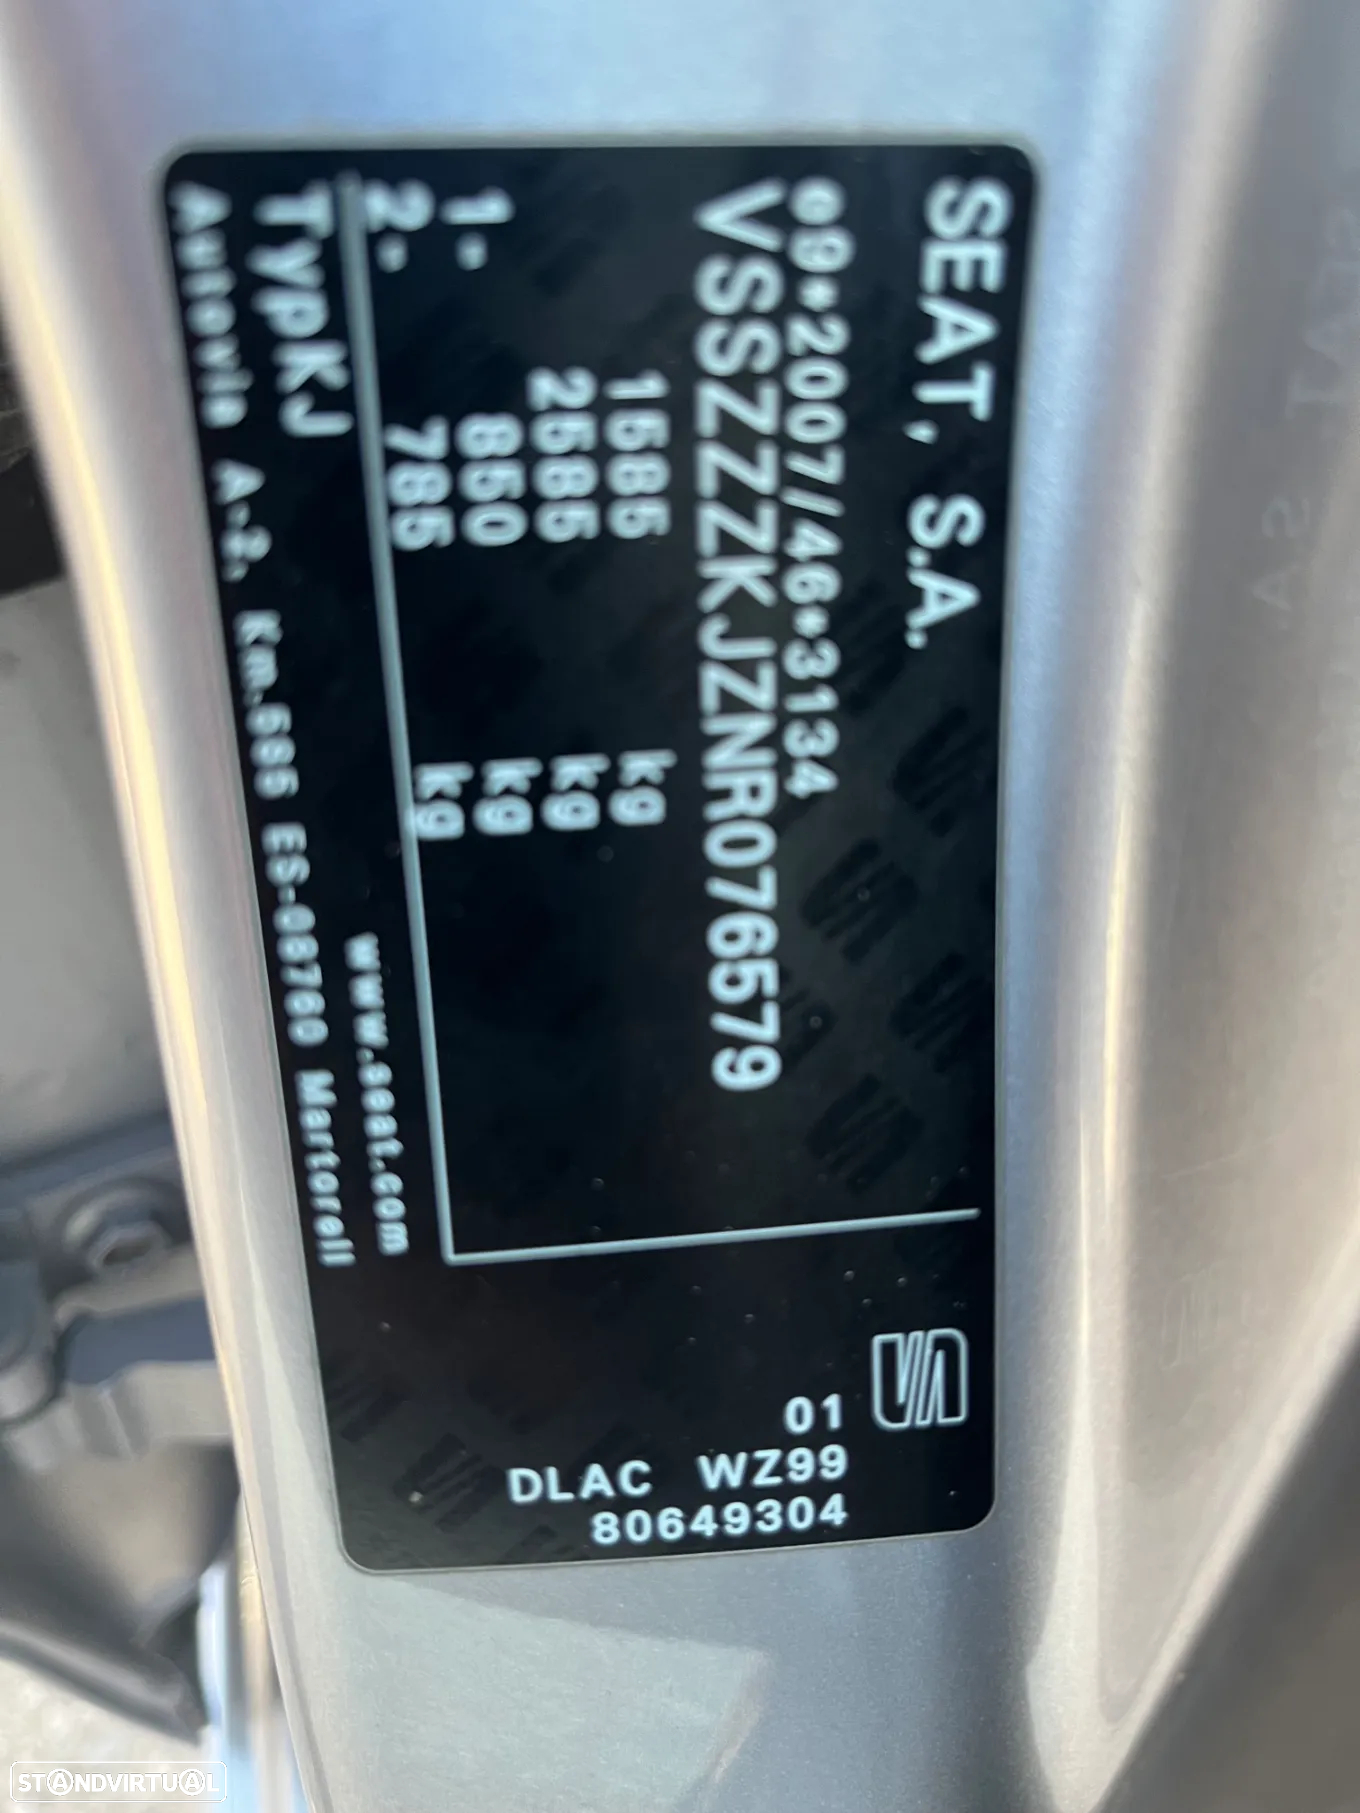 SEAT, S.A.
e9*2007/46*3134
VSSZZZKJZNR076579
1585 kg
2585 kg
1- 850 kg
2- 785 kg
TypKJ
www.seat.com
Autovia A-2, Km.585 ES-08760 Martorell
01
DLAC WZ99
80649304
STANDVIRTUAL